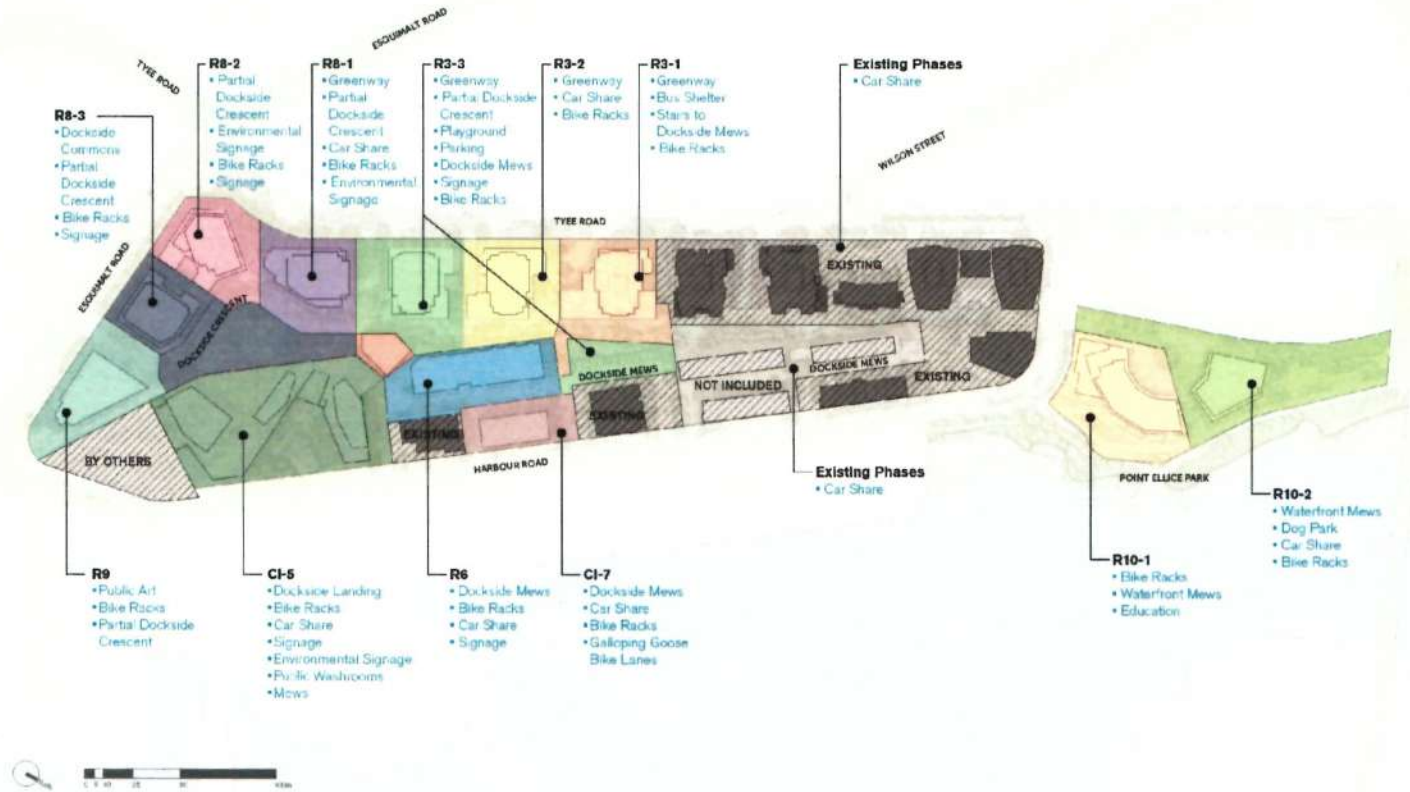 ESQUIMALT ROAD
TYEE ROAD
R8-3
• Dockside
Commons
• Partial
Dockside
Crescent
• Bike Racks
• Signage
R8-2
• Partial
Dockside
Crescent
• Environmental
Signage
• Bike Racks
• Signage
R8-1
• Greenway
• Partial
Dockside
Crescent
• Car Share
• Bike Racks
• Environmental
Signage
R3-3
• Greenway
• Partial Dockside
Crescent
• Playground
Parking
• Dockside Mews
• Signage
• Bike Racks
R3-2
• Greenway
• Car Share
• Bike Racks
R3-1
• Greenway
• Bus Shelter
• Stairs to
Dockside Mews
• Bike Racks
Existing Phases
• Car Share
WILSON STREET
TYEE ROAD
ESQUIMALT ROAD
DOCKSIDE CRESCENT
EXISTING
DOCKSIDE MEWS
NOT INCLUDED
DOCKSIDE MEWS
EXISTING
EXISTING
EXISTING
BY OTHERS
HARBOUR ROAD
POINT ELLICE PARK
Existing Phases
• Car Share
R9
• Public Art
• Bike Racks
• Partial Dockside
Crescent
CI-5
• Dockside Landing
• Bike Racks
• Car Share
• Signage
• Environmental Signage
• Public Washrooms
• Mews
R6
• Dockside Mews
• Bike Racks
• Car Share
• Signage
CI-7
• Dockside Mews
• Car Share
• Bike Racks
• Galloping Goose
Bike Lanes
R10-1
• Bike Racks
• Waterfront Mews
• Education
R10-2
• Waterfront Mews
• Dog Park
• Car Share
• Bike Racks